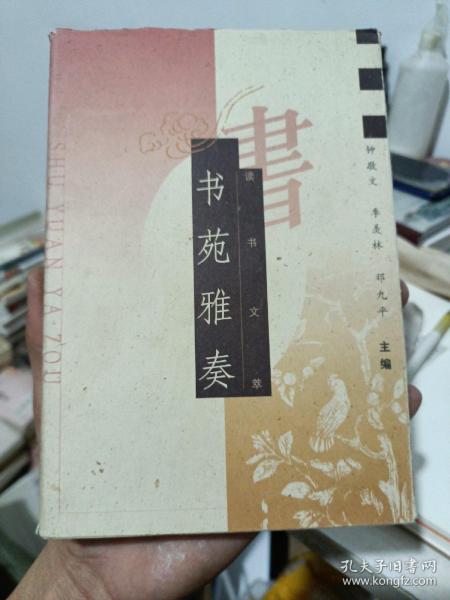 書
书苑雅奏
读书文萃
钟敬文 季羡林 邓九平 主编
SHU YUAN YA ZOU
孔夫子旧书网
www.kongfz.com